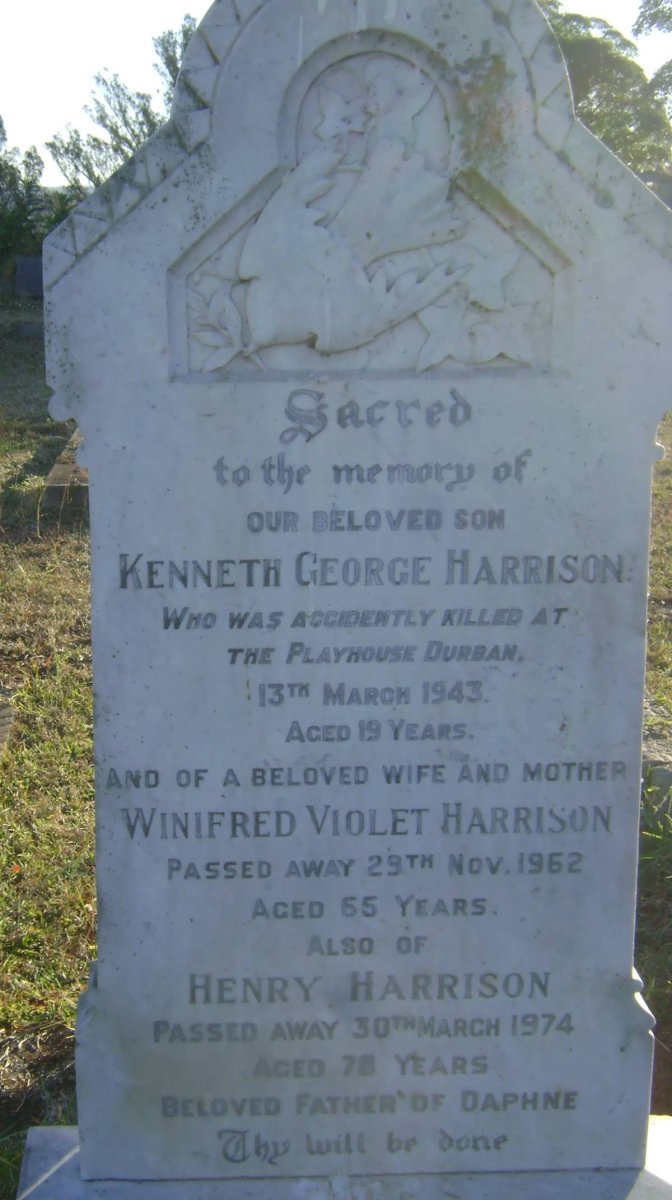 Sacred
to the memory of
OUR BELOVED SON
KENNETH GEORGE HARRISON.
WHO WAS ACCIDENTLY KILLED AT
THE PLAYHOUSE DURBAN.
13TH MARCH 1943.
AGED 19 YEARS.
AND OF A BELOVED WIFE AND MOTHER
WINIFRED VIOLET HARRISON
PASSED AWAY 29TH NOV. 1962
AGED 65 YEARS.
ALSO OF
HENRY HARRISON
PASSED AWAY 30TH MARCH 1974
AGED 78 YEARS
BELOVED FATHER OF DAPHNE
Thy will be done